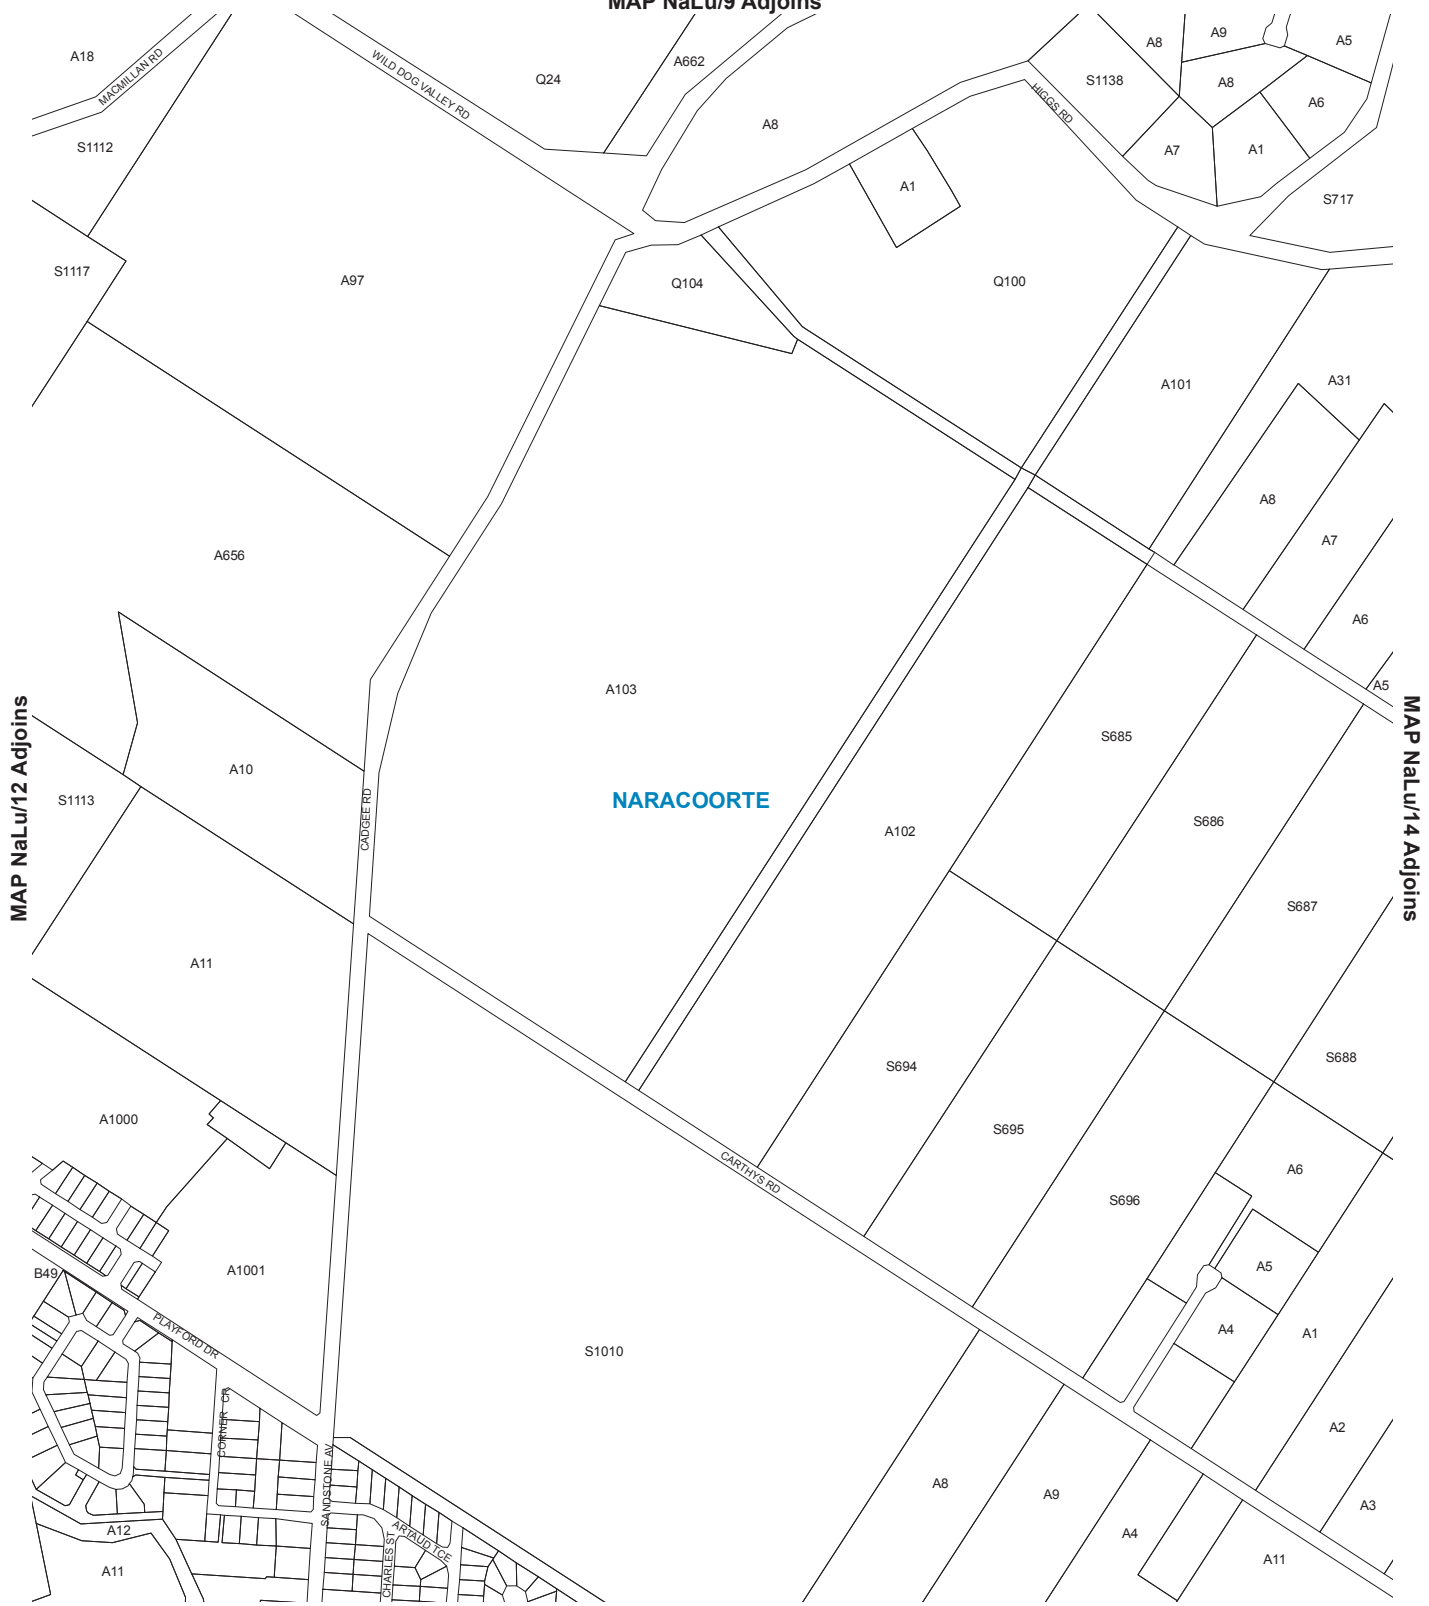 MAP NaLu/9 Adjoins
A18
MACMILLAN RD
WILD DOG VALLEY RD
Q24
A662
A8
A8
A9
A5
S1138
A8
A6
HIGGS RD
A7
A1
S1112
A1
S717
S1117
A97
Q104
Q100
A101
A31
A8
A7
A656
A6
A5
A103
S685
MAP NaLu/12 Adjoins
MAP NaLu/14 Adjoins
A10
S1113
CADGEE RD
NARACOORTE
A102
S686
S687
A11
S694
S688
A1000
S695
CARTHYS RD
A6
S696
B49
A1001
A5
PLAYFORD DR
A4
A1
S1010
CORNER CR
A2
SANDSTONE AV
A8
A9
A3
A12
ARTAUD TCE
A4
A11
CHARLES ST
A11